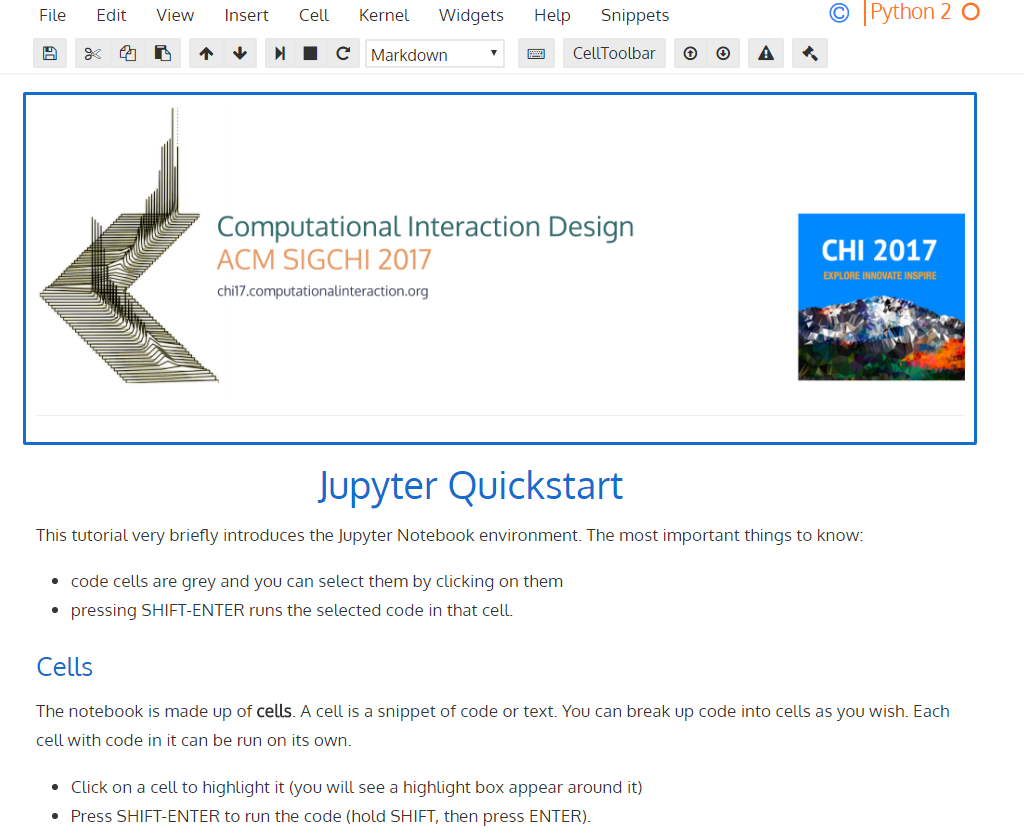 File Edit View Insert Cell Kernel Widgets Help Snippets © Python 2
Markdown CellToolbar
Computational Interaction Design
ACM SIGCHI 2017
chi17.computationalinteraction.org
CHI 2017
EXPLORE INNOVATE INSPIRE
Jupyter Quickstart
This tutorial very briefly introduces the Jupyter Notebook environment. The most important things to know:
• code cells are grey and you can select them by clicking on them
• pressing SHIFT-ENTER runs the selected code in that cell.
Cells
The notebook is made up of cells. A cell is a snippet of code or text. You can break up code into cells as you wish. Each
cell with code in it can be run on its own.
• Click on a cell to highlight it (you will see a highlight box appear around it)
• Press SHIFT-ENTER to run the code (hold SHIFT, then press ENTER).